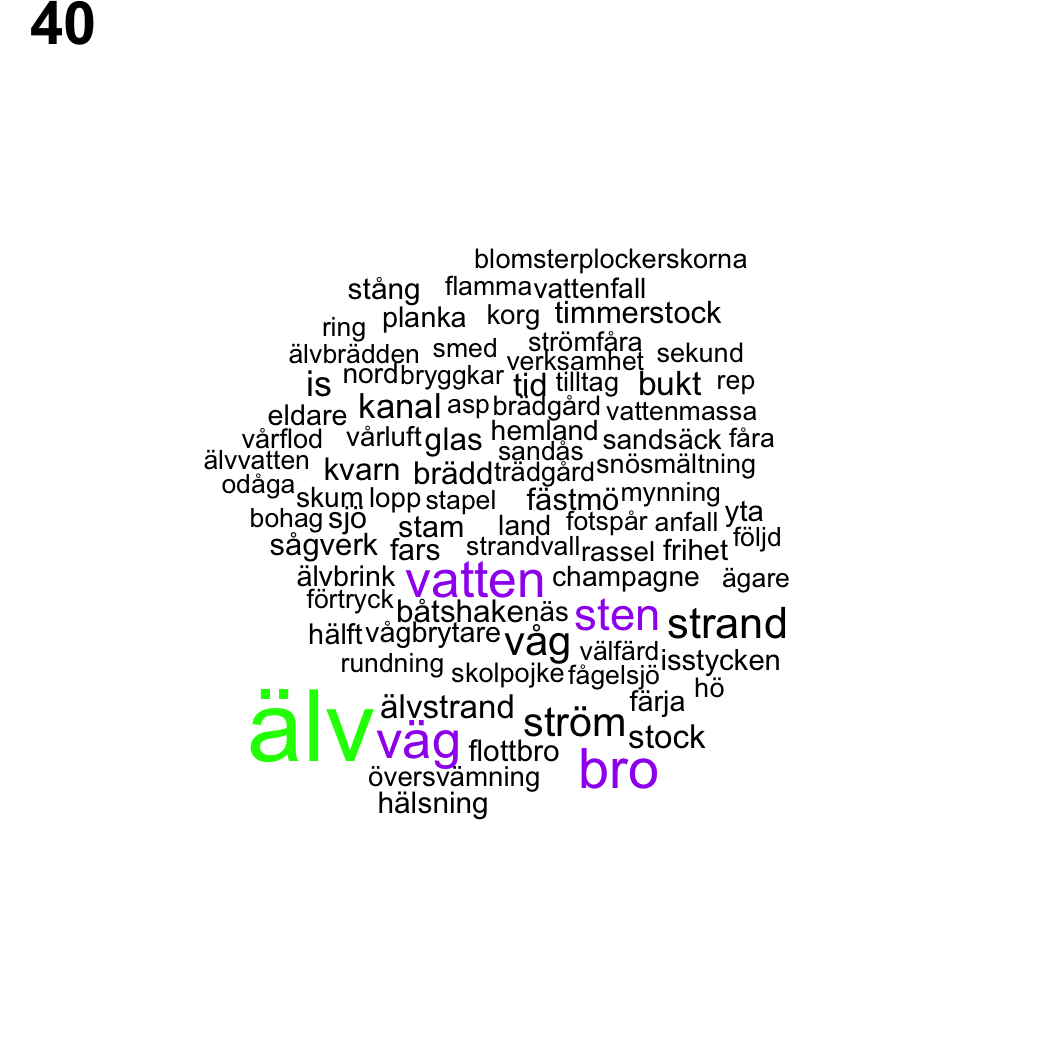 40
blomsterplockerskorna
stång flamma vattenfall
ring planka korg timmerstock
älvbrädden smed strömfåra verksamhet sekund
is nord bryggkar tid tilltag bukt rep
eldare kanal asp brädgård vattenmassa
vårflod vårluft glas hemland sandsäck fåra
älvvatten kvarn brädd sandås trädgård snösmältning
odåga skum lopp stapel fästmö mynning
bohag sjö stam land fotspår anfall yta
sågverk fars strandvall rassel frihet följd
älvbrink vatten champagne ägare
förtryck båtshake näs sten strand
hälft vågbrytare våg välfärd isstycken
rundning skolpojke fågelsjö hö
älv älvstrand ström färja
väg flottbro stock
översvämning bro
hälsning